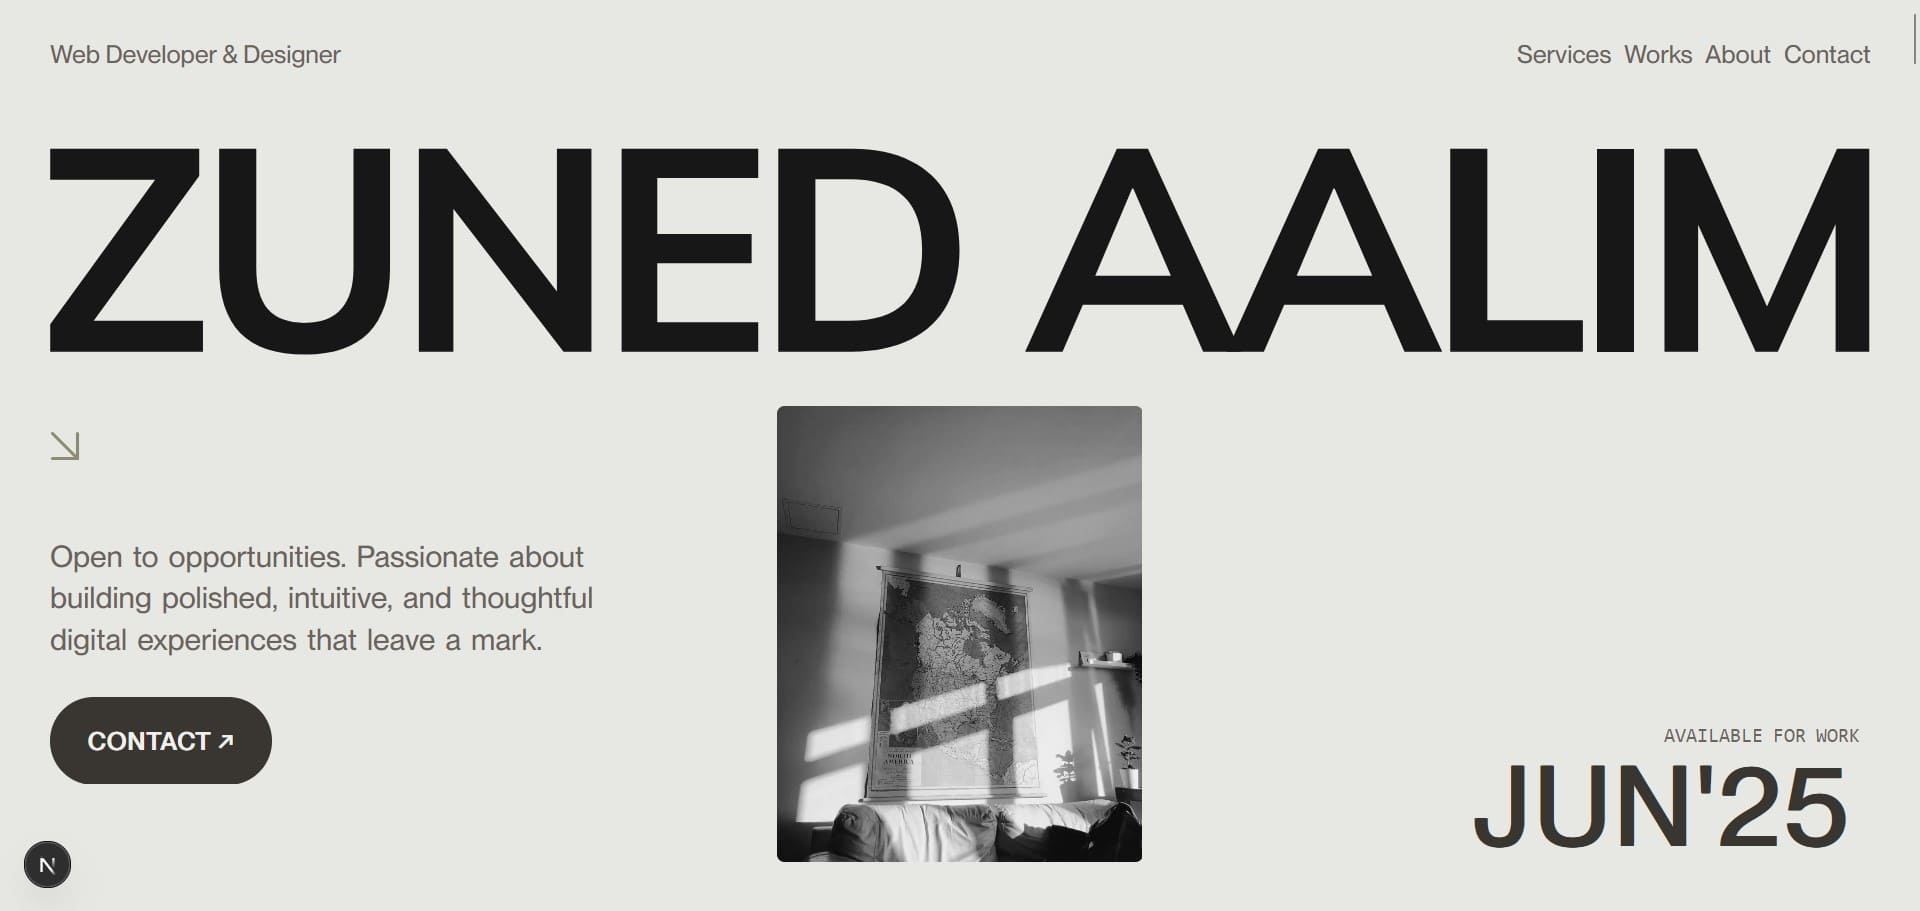 Web Developer & Designer
Services Works About Contact
ZUNED AALIM
Open to opportunities. Passionate about
building polished, intuitive, and thoughtful
digital experiences that leave a mark.
CONTACT ↗
NORTH
AMERICA
AVAILABLE FOR WORK
JUN'25
N